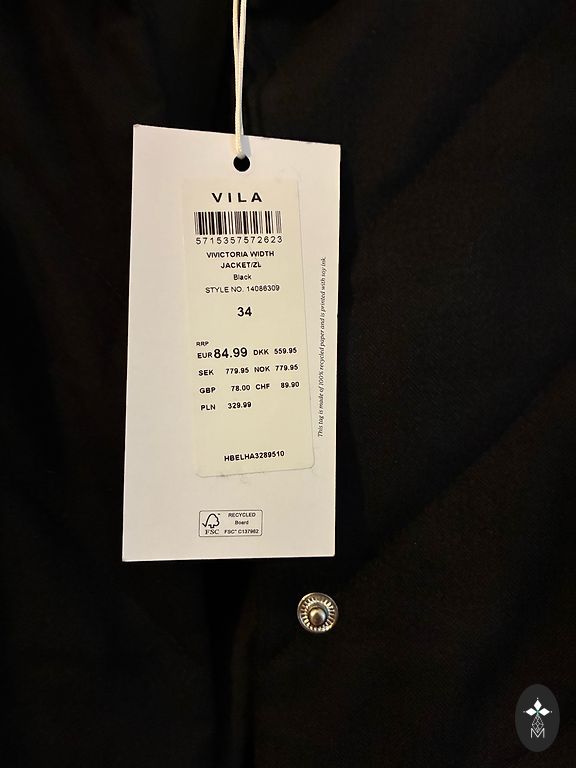 VILA
5715357572623
VIVICTORIA WIDTH
JACKET/ZL
Black
STYLE NO. 14086309
34
RRP
EUR 84.99 DKK 559.95
SEK 779.95 NOK 779.95
GBP 78.00 CHF 89.90
PLN 329.99
HBELHA3289510
This tag is made of 100% recycled paper and is printed with soy ink.
FSC
RECYCLED
Board
FSC® C137962
M